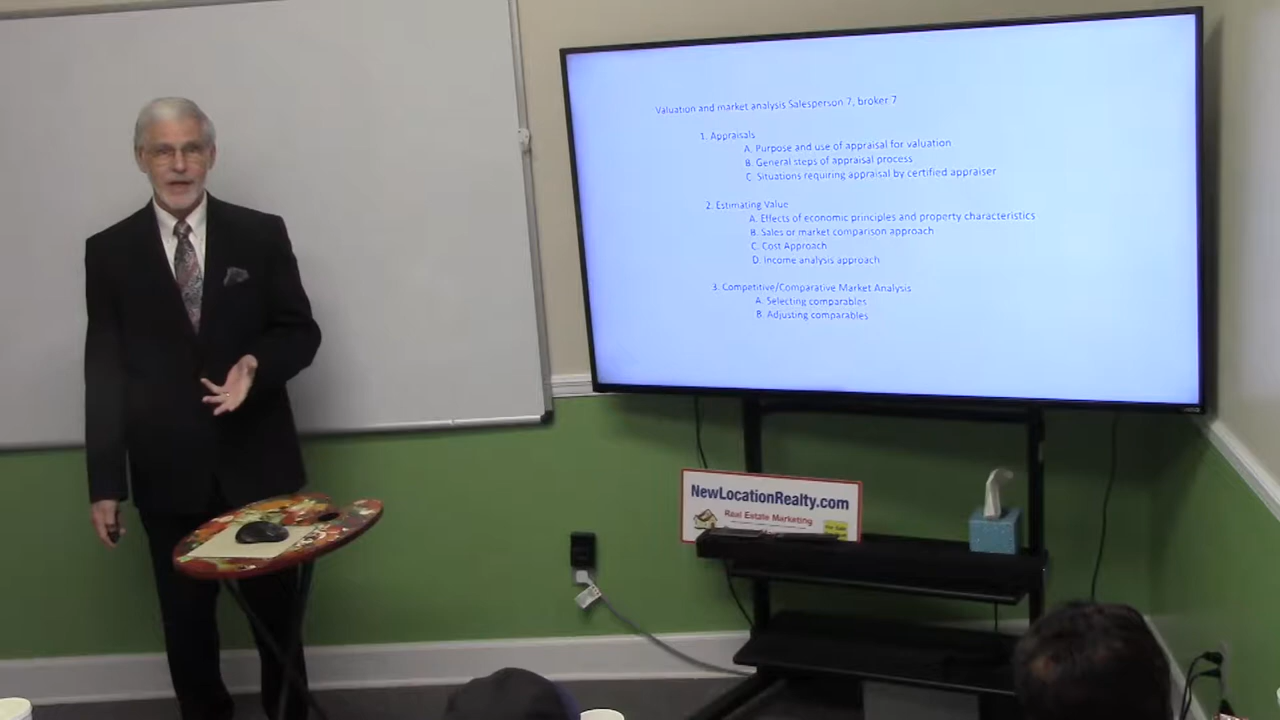 Valuation and market analysis Salesperson 7, broker 7
1. Appraisals
A. Purpose and use of appraisal for valuation
B. General steps of appraisal process
C. Situations requiring appraisal by certified appraiser
2. Estimating Value
A. Effects of economic principles and property characteristics
B. Sales or market comparison approach
C. Cost Approach
D. Income analysis approach
3. Competitive/Comparative Market Analysis
A. Selecting comparables
B. Adjusting comparables
NewLocationRealty.com
Real Estate Marketing
For Sale